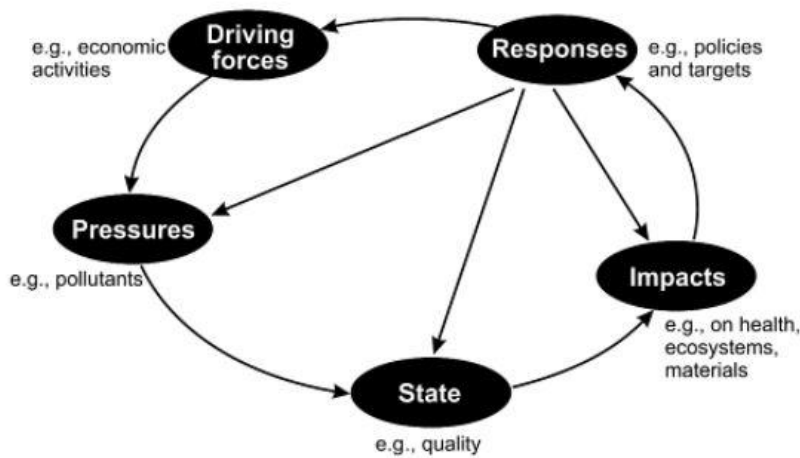 Driving
forces
e.g., economic
activities
Responses
e.g., policies
and targets
Pressures
e.g., pollutants
Impacts
e.g., on health,
ecosystems,
materials
State
e.g., quality